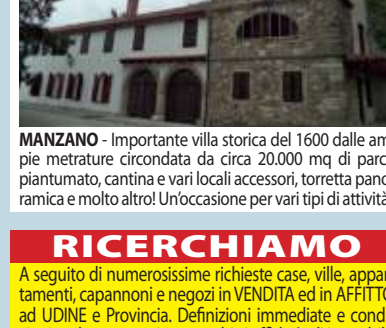 MANZANO - Importante villa storica del 1600 dalle am
pie metrature circondata da circa 20.000 mq di parc
piantumato, cantina e vari locali accessori, torretta pano
ramica e molto altro! Un'occasione per vari tipi di attività
RICERCHIAMO
A seguito di numerosissime richieste case, ville, appar
tamenti, capannoni e negozi in VENDITA ed in AFFITTO
ad UDINE e Provincia. Definizioni immediate e condi